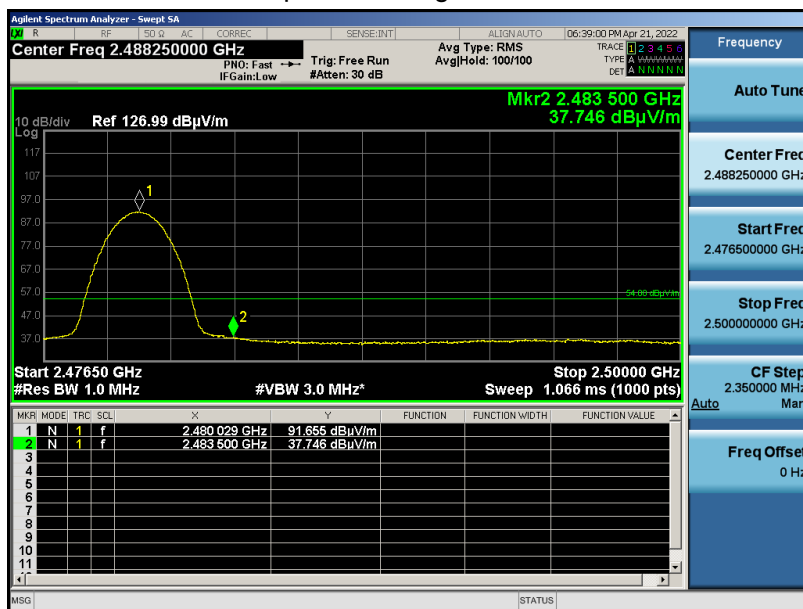 Agilent Spectrum Analyzer - Swept SA
LXI R RF 50 Ω AC CORREC SENSE:INT ALIGN AUTO 06:39:00 PM Apr 21, 2022
Center Freq 2.488250000 GHz
PNO: Fast
IFGain:Low
Trig: Free Run
#Atten: 30 dB
Avg Type: RMS
Avg|Hold: 100/100
TRACE 1 2 3 4 5 6
TYPE A WWWWW
DET A N N N N N
Mkr2 2.483 500 GHz
37.746 dBµV/m
10 dB/div
Log
Ref 126.99 dBµV/m
117
107
97.0
87.0
77.0
67.0
57.0
47.0
37.0
1
2
54.00 dBµV/m
Start 2.47650 GHz
Stop 2.50000 GHz
#Res BW 1.0 MHz
#VBW 3.0 MHz*
Sweep 1.066 ms (1000 pts)
MKR MODE TRC SCL X Y FUNCTION FUNCTION WIDTH FUNCTION VALUE
1 N 1 f 2.480 029 GHz 91.655 dBµV/m
2 N 1 f 2.483 500 GHz 37.746 dBµV/m
3
4
5
6
7
8
9
10
11
MSG
STATUS
Frequency
Auto Tune
Center Freq
2.488250000 GHz
Start Freq
2.476500000 GHz
Stop Freq
2.500000000 GHz
CF Step
2.350000 MHz
Auto Man
Freq Offset
0 Hz